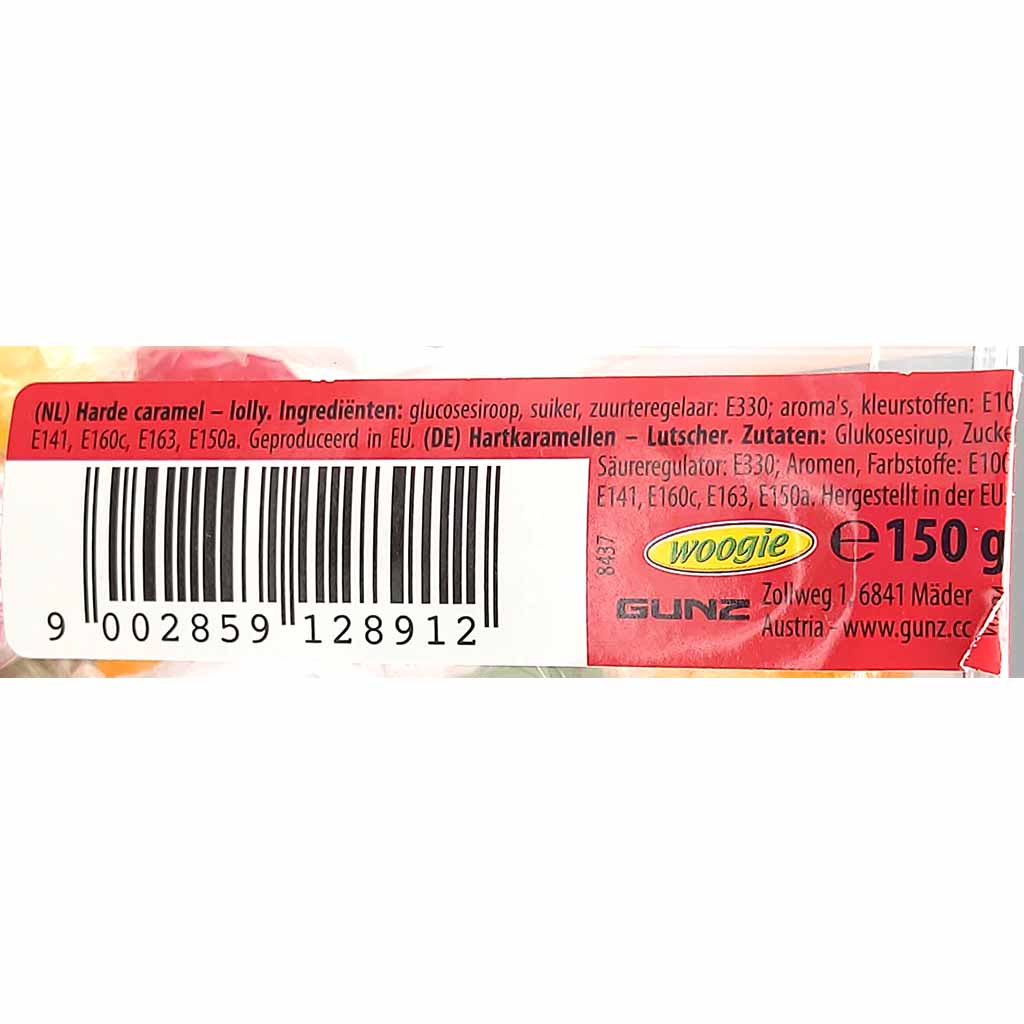 (NL) Harde caramel – lolly. Ingrediënten: glucosesiroop, suiker, zuurteregelaar: E330; aroma's, kleurstoffen:
E141, E160c, E163, E150a. Geproduceerd in EU. (DE) Hartkaramellen – Lutscher. Zutaten: Glukosesirup,
Säureregulator: E330; Aromen, Farbstoffe: E100
E141, E160c, E163, E150a. Hergestellt in der EU.
8437
woogie
℮150 g
GUNZ
Zollweg 1, 6841 Mäder
Austria - www.gunz.cc
9 002859 128912